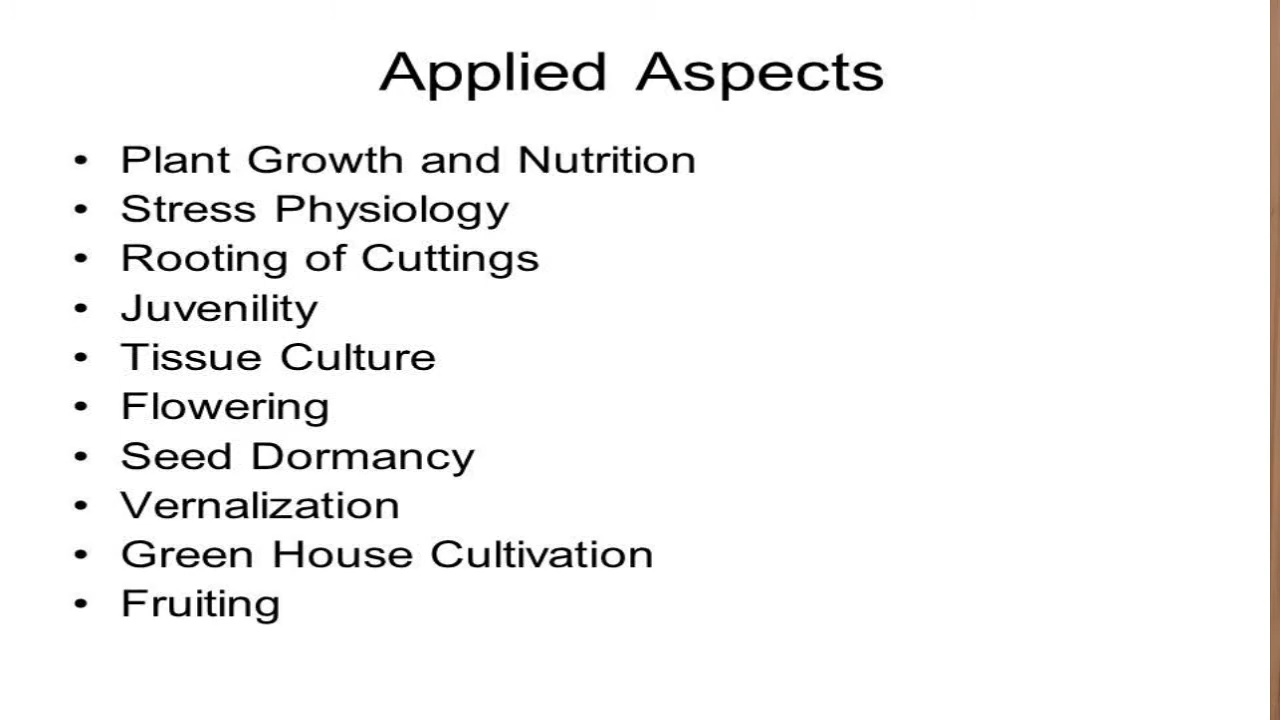 Applied Aspects
• Plant Growth and Nutrition
• Stress Physiology
• Rooting of Cuttings
• Juvenility
• Tissue Culture
• Flowering
• Seed Dormancy
• Vernalization
• Green House Cultivation
• Fruiting